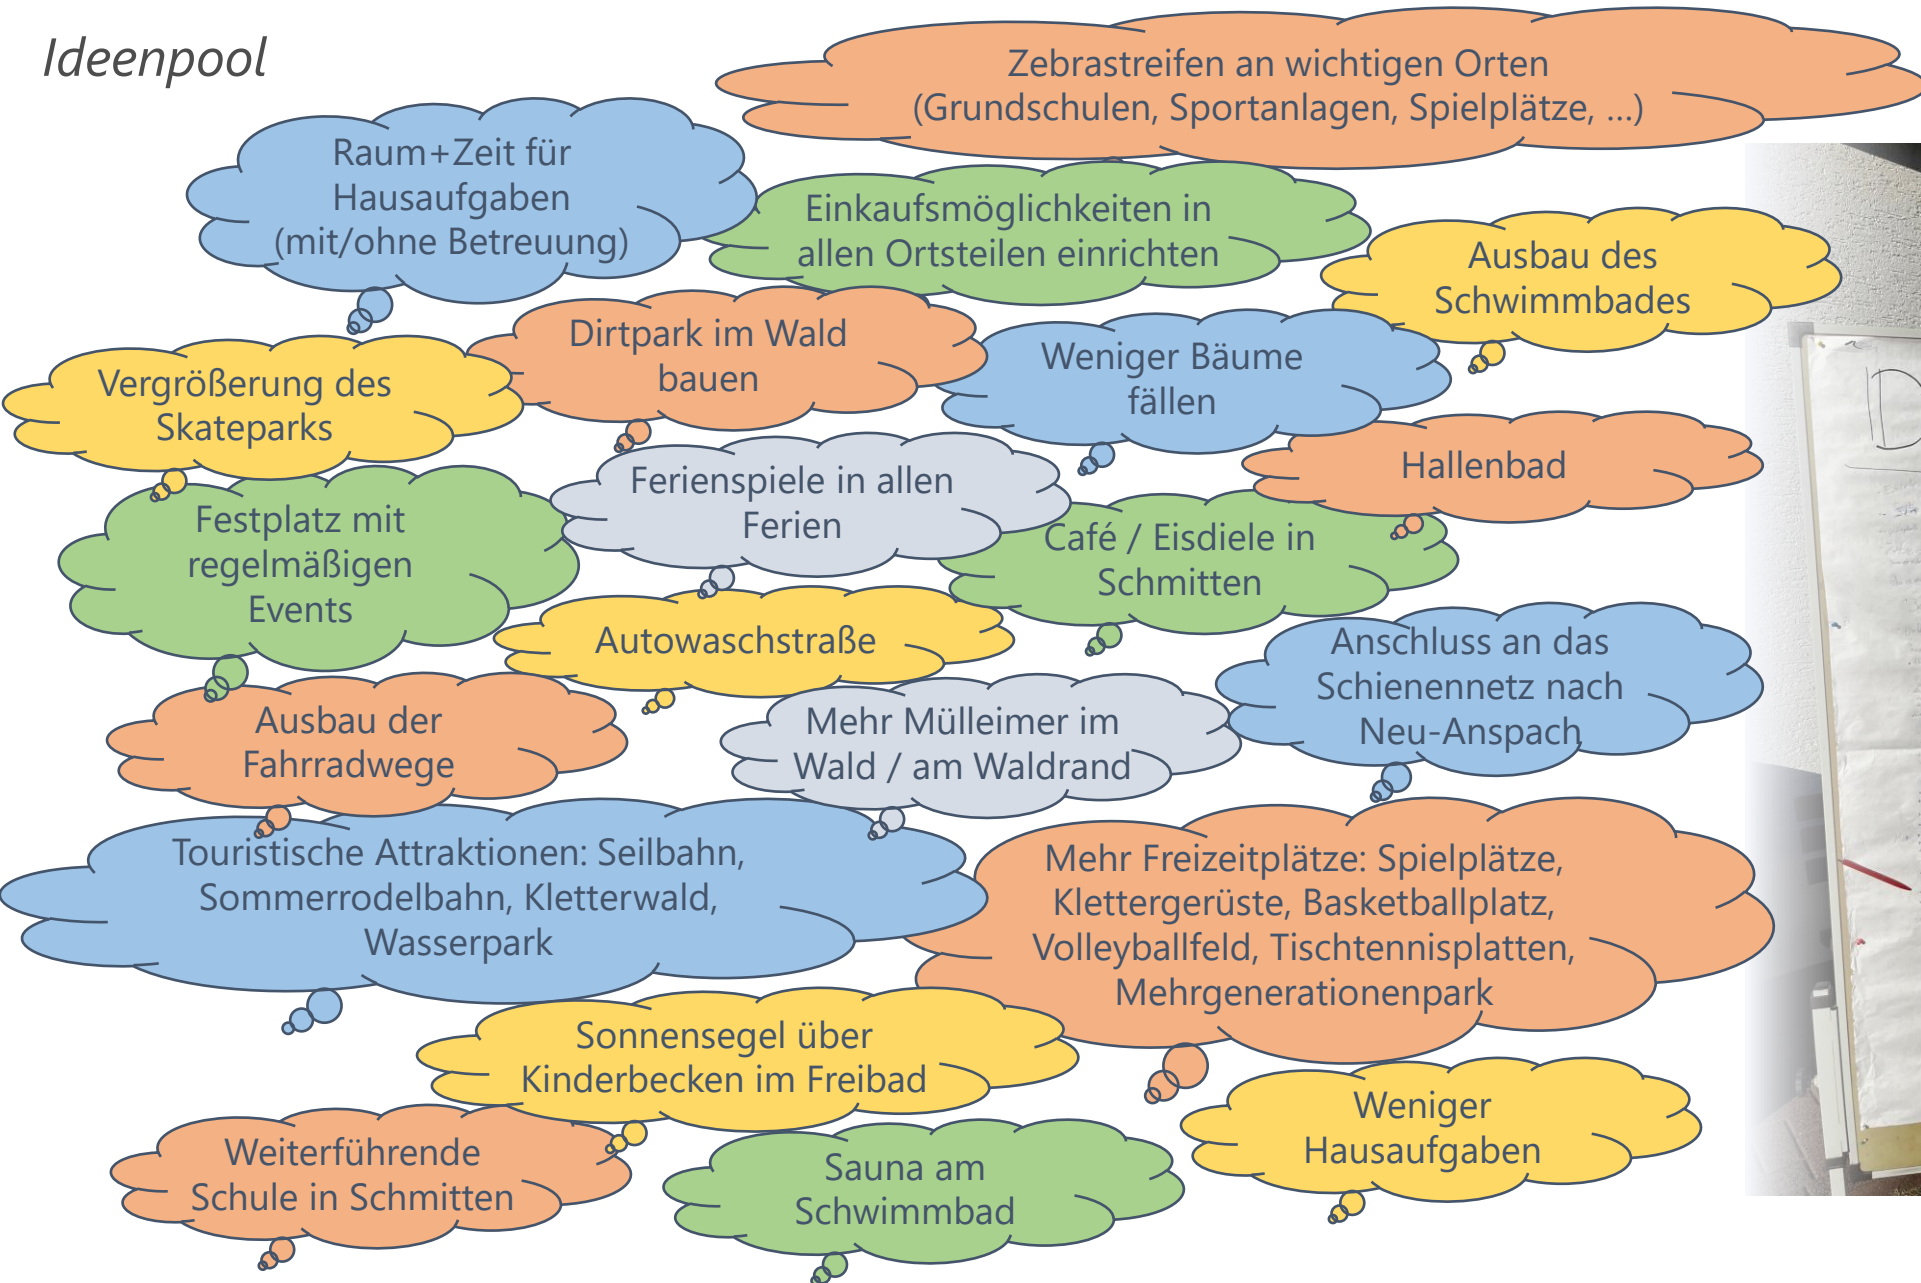 Ideenpool
Zebrastreifen an wichtigen Orten
(Grundschulen, Sportanlagen, Spielplätze, ...)
Raum+Zeit für
Hausaufgaben
(mit/ohne Betreuung)
Einkaufsmöglichkeiten in
allen Ortsteilen einrichten
Ausbau des
Schwimmbades
Dirtpark im Wald
bauen
Weniger Bäume
fällen
Vergrößerung des
Skateparks
Hallenbad
Ferienspiele in allen
Ferien
Festplatz mit
regelmäßigen
Events
Café / Eisdiele in
Schmitten
Autowaschstraße
Anschluss an das
Schienennetz nach
Neu-Anspach
Ausbau der
Fahrradwege
Mehr Mülleimer im
Wald / am Waldrand
Touristische Attraktionen: Seilbahn,
Sommerrodelbahn, Kletterwald,
Wasserpark
Mehr Freizeitplätze: Spielplätze,
Klettergerüste, Basketballplatz,
Volleyballfeld, Tischtennisplatten,
Mehrgenerationenpark
Sonnensegel über
Kinderbecken im Freibad
Weniger
Hausaufgaben
Weiterführende
Schule in Schmitten
Sauna am
Schwimmbad